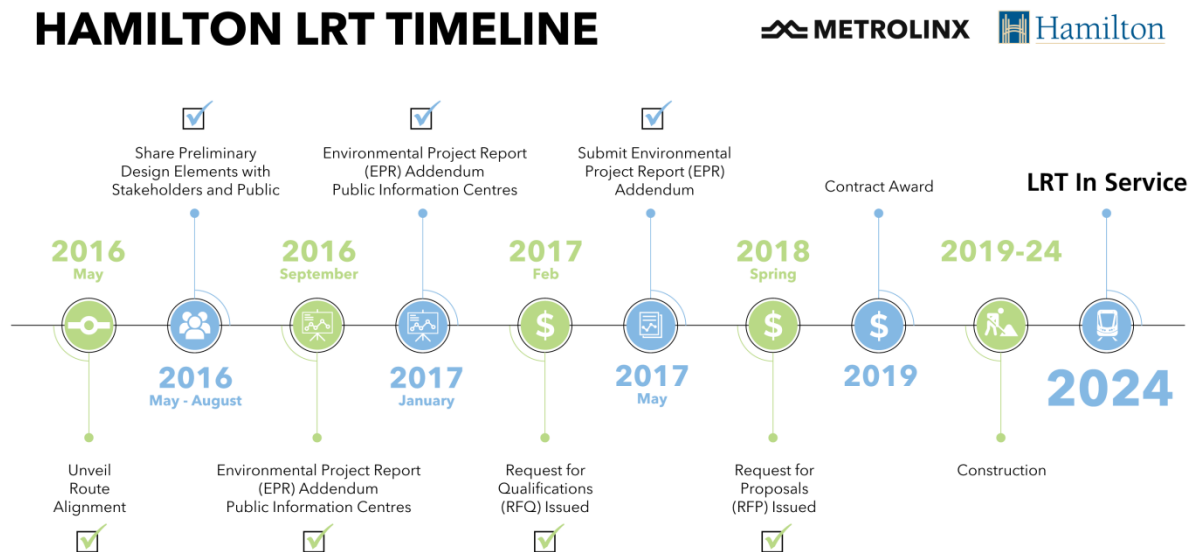 HAMILTON LRT TIMELINE
METROLINX
Hamilton
Share Preliminary
Design Elements with
Stakeholders and Public
Environmental Project Report
(EPR) Addendum
Public Information Centres
Submit Environmental
Project Report (EPR)
Addendum
Contract Award
LRT In Service
2016
May
2016
September
2017
Feb
2018
Spring
2019-24
$
$
$
2016
May - August
2017
January
2017
May
2019
2024
Unveil
Route
Alignment
Environmental Project Report
(EPR) Addendum
Public Information Centres
Request for
Qualifications
(RFQ) Issued
Request for
Proposals
(RFP) Issued
Construction